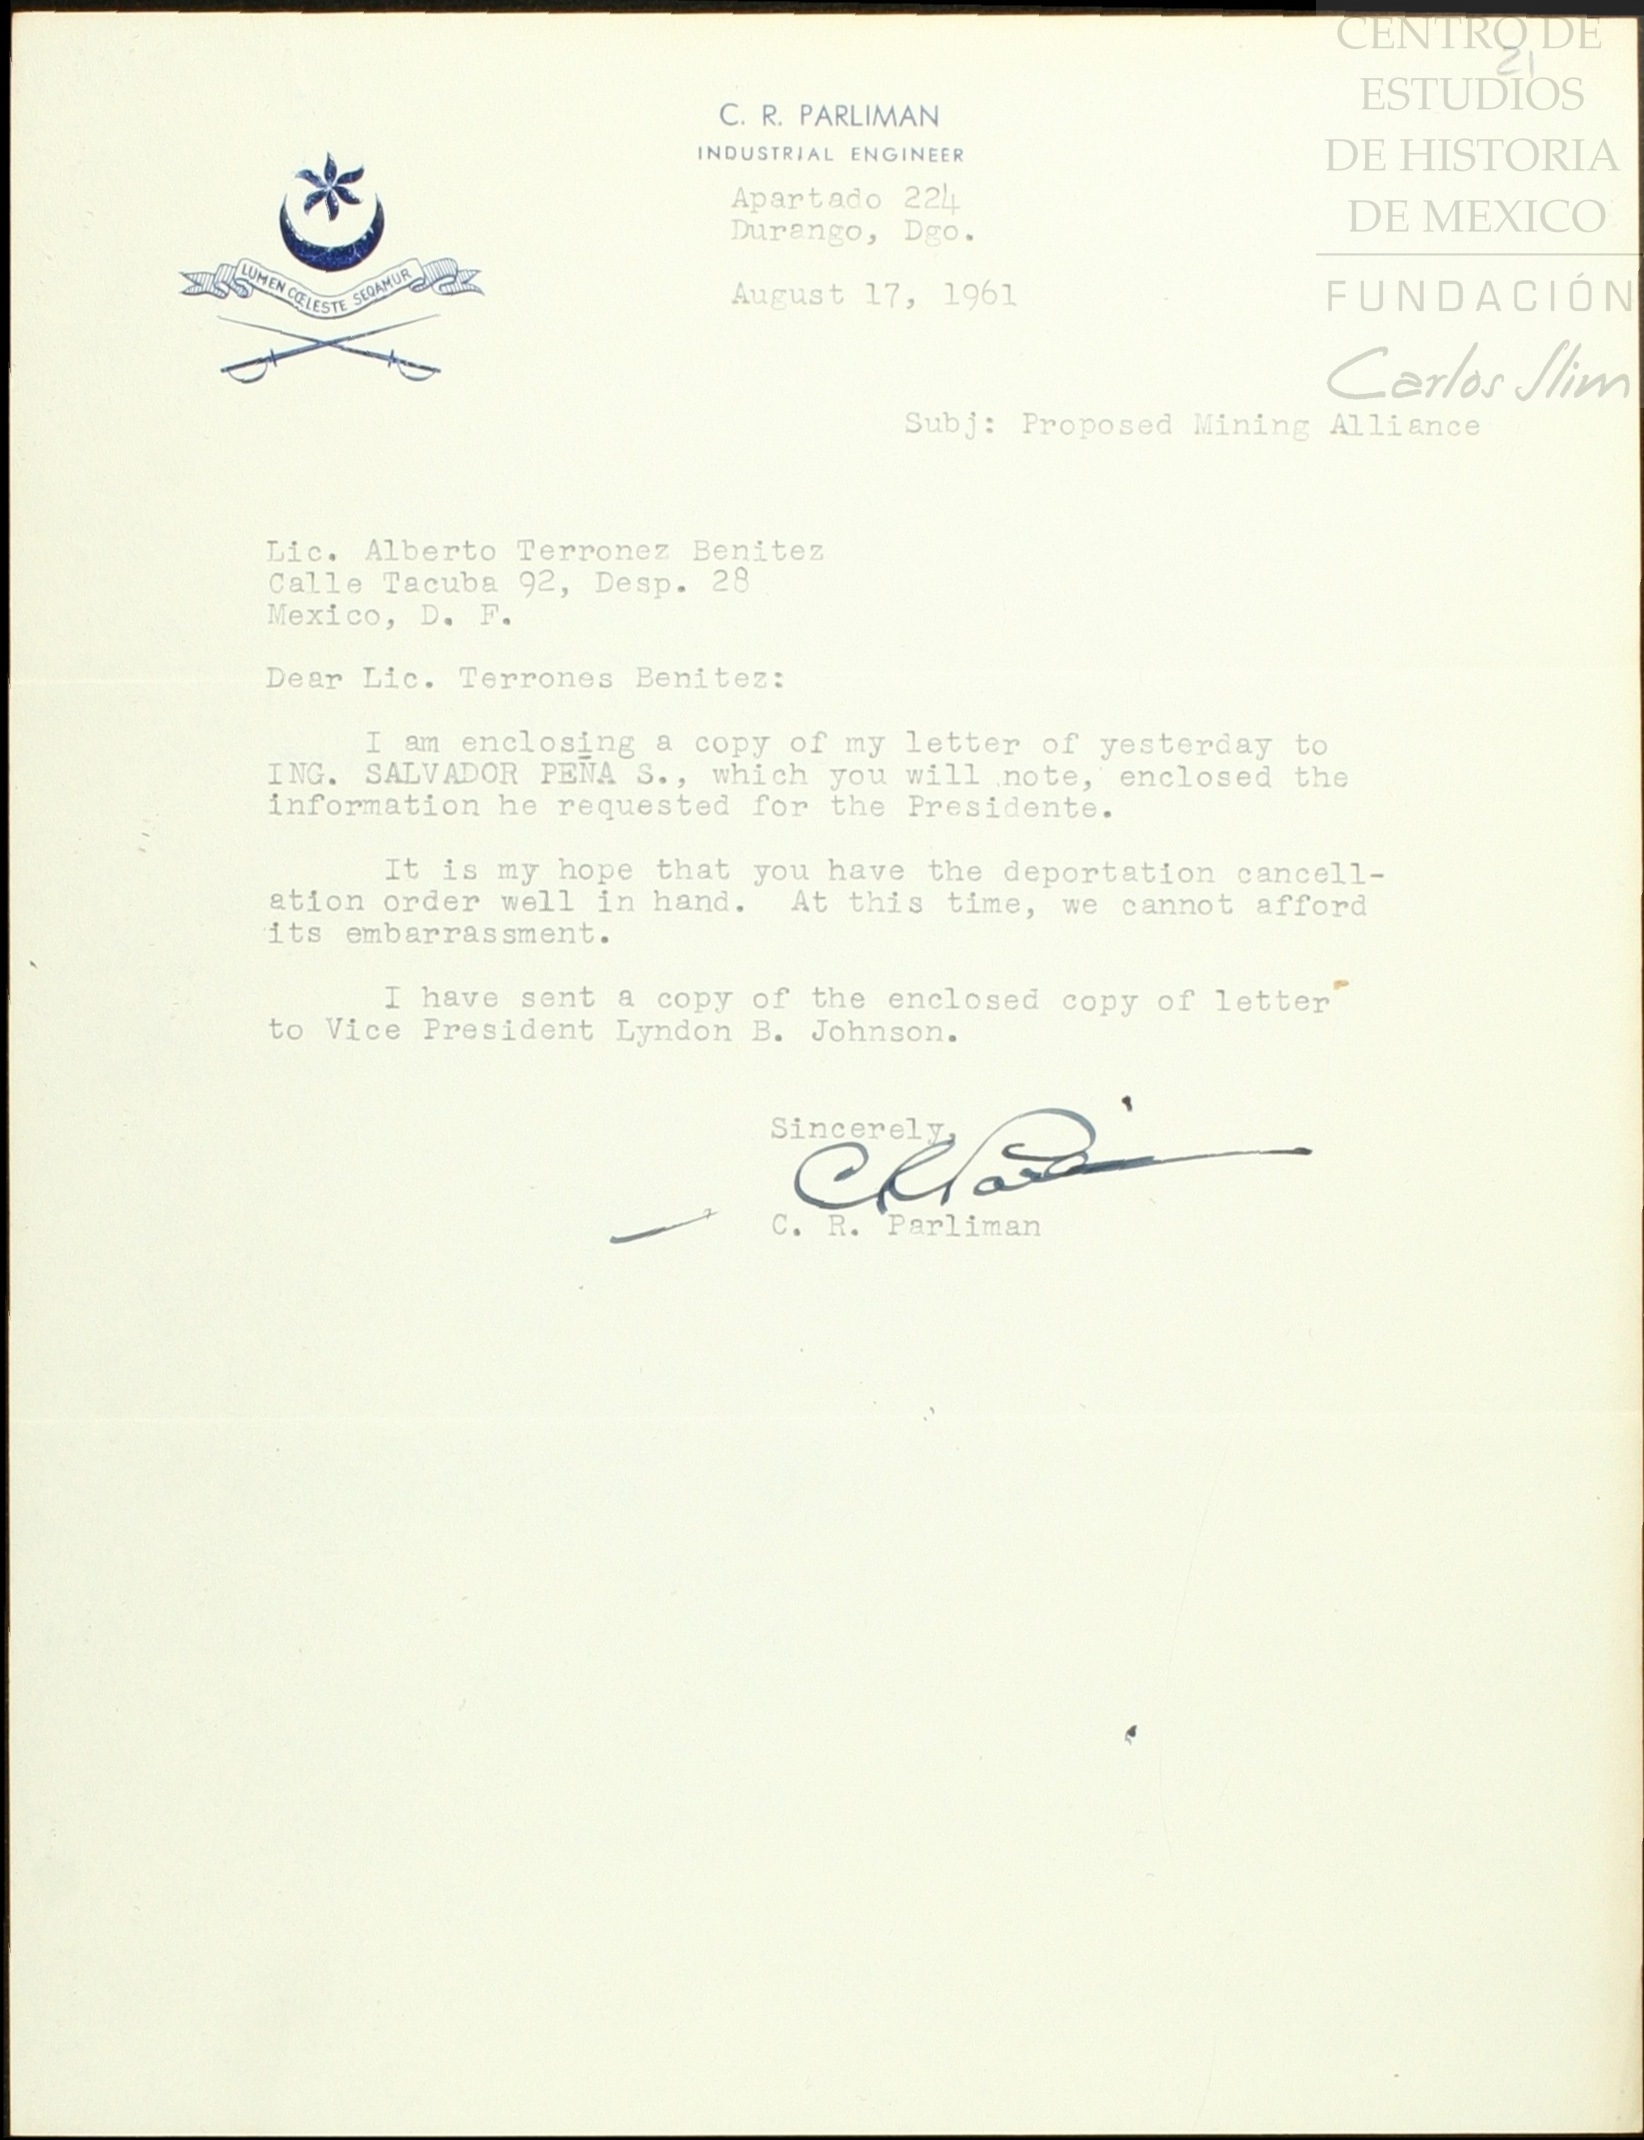 CENTRO DE
21
ESTUDIOS
DE HISTORIA
DE MEXICO
FUNDACIÓN
Carlos Slim
C. R. PARLIMAN
INDUSTRIAL ENGINEER
Apartado 224
Durango, Dgo.
August 17, 1961
LUMEN CŒLESTE SEQAMUR
Subj: Proposed Mining Alliance
Lic. Alberto Terronez Benitez
Calle Tacuba 92, Desp. 28
Mexico, D. F.
Dear Lic. Terrones Benitez:
I am enclosing a copy of my letter of yesterday to
ING. SALVADOR PEÑA S., which you will note, enclosed the
information he requested for the Presidente.
It is my hope that you have the deportation cancell-
ation order well in hand. At this time, we cannot afford
its embarrassment.
I have sent a copy of the enclosed copy of letter
to Vice President Lyndon B. Johnson.
Sincerely,
C. R. Parliman